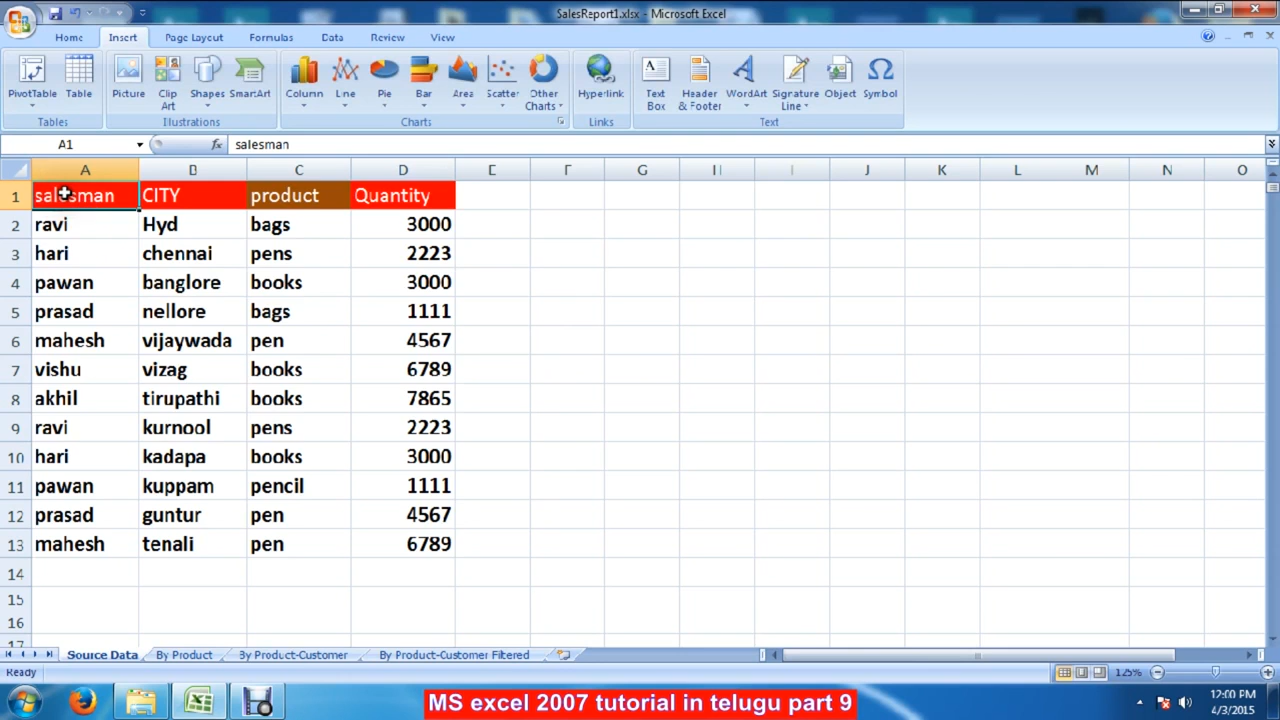 SalesReport1.xlsx - Microsoft Excel
Home Insert Page Layout Formulas Data Review View
PivotTable Table Picture Clip Art Shapes SmartArt Column Line Pie Bar Area Scatter Other Charts Hyperlink Text Box Header & Footer WordArt Signature Line Object Symbol
Tables Illustrations Charts Links Text
A1 fx salesman
A B C D E F G H I J K L M N O
1 salesman CITY product Quantity
2 ravi Hyd bags 3000
3 hari chennai pens 2223
4 pawan banglore books 3000
5 prasad nellore bags 1111
6 mahesh vijaywada pen 4567
7 vishu vizag books 6789
8 akhil tirupathi books 7865
9 ravi kurnool pens 2223
10 hari kadapa books 3000
11 pawan kuppam pencil 1111
12 prasad guntur pen 4567
13 mahesh tenali pen 6789
14
15
16
17
Source Data By Product By Product-Customer By Product-Customer Filtered
Ready 125%
MS excel 2007 tutorial in telugu part 9
12:00 PM
4/3/2015